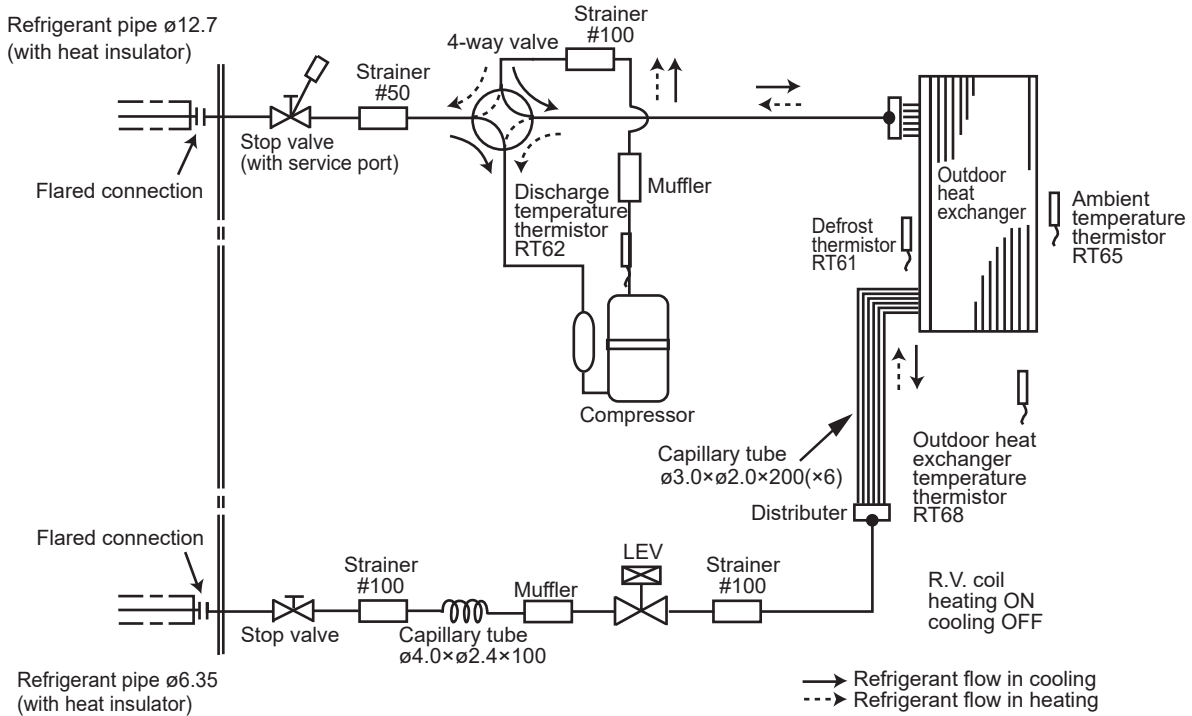 Refrigerant pipe ø12.7
(with heat insulator)
Strainer
#100
4-way valve
Strainer
#50
Stop valve
(with service port)
Flared connection
Muffler
Discharge
temperature
thermistor
RT62
Outdoor
heat
exchanger
Ambient
temperature
thermistor
RT65
Defrost
thermistor
RT61
Compressor
Capillary tube
ø3.0×ø2.0×200(×6)
Outdoor heat
exchanger
temperature
thermistor
RT68
Distributer
Flared connection
Strainer
#100
Muffler
LEV
Strainer
#100
R.V. coil
heating ON
cooling OFF
Stop valve
Capillary tube
ø4.0×ø2.4×100
Refrigerant pipe ø6.35
(with heat insulator)
Refrigerant flow in cooling
Refrigerant flow in heating